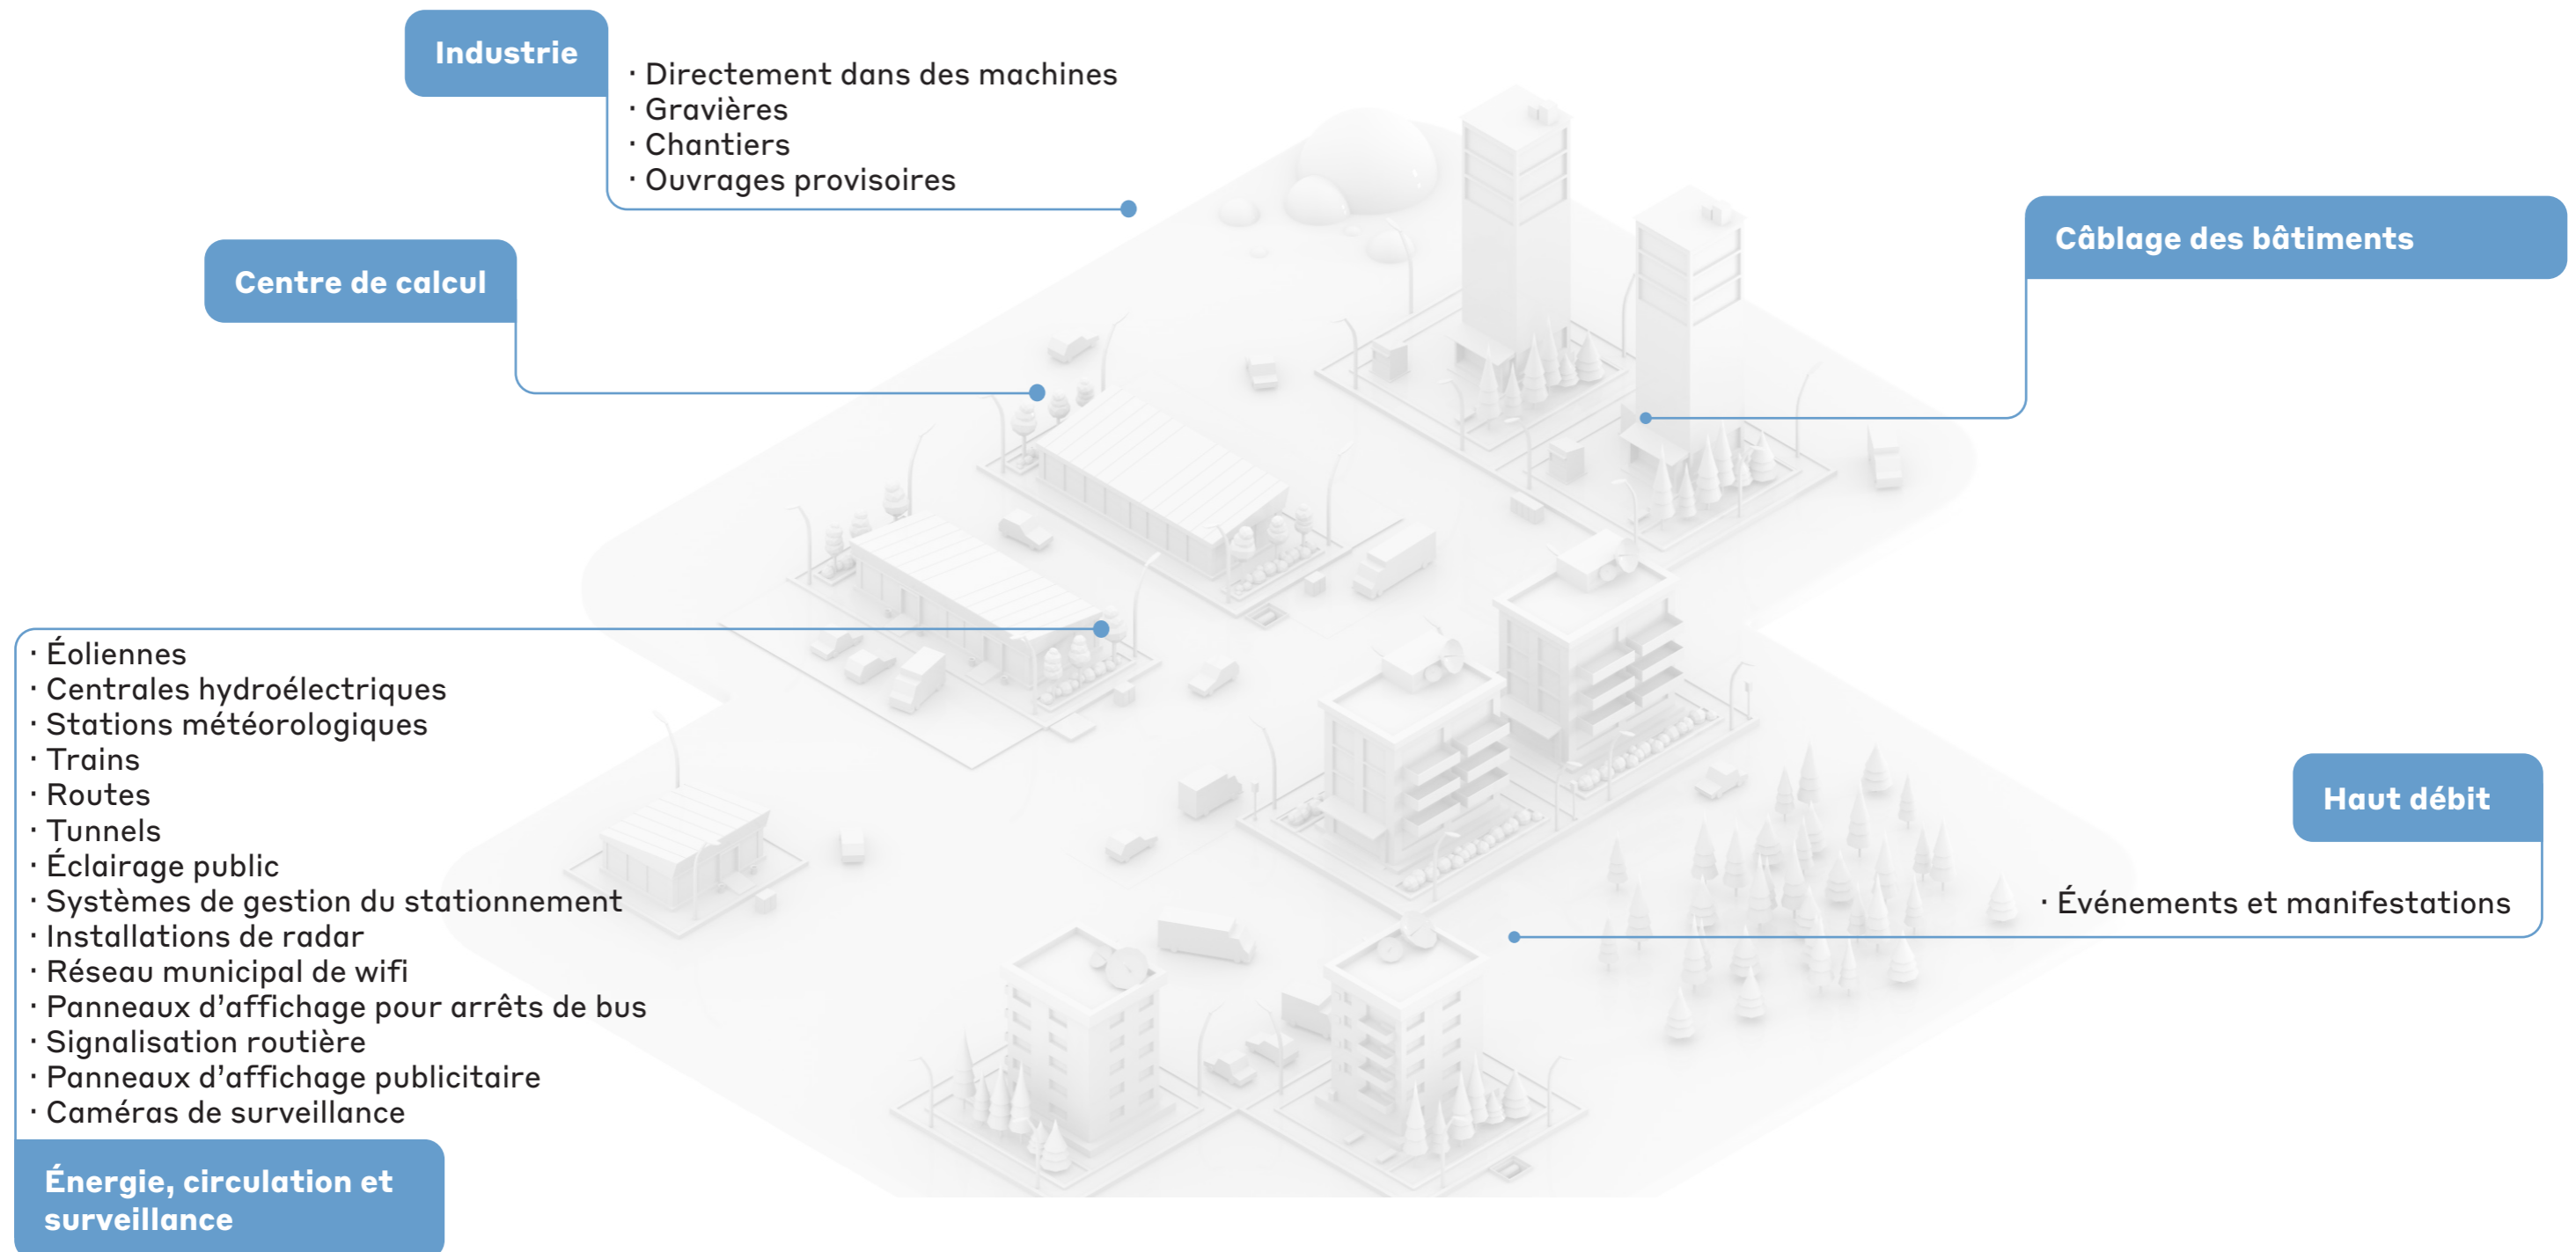 Industrie
· Directement dans des machines
· Gravières
· Chantiers
· Ouvrages provisoires
Câblage des bâtiments
Centre de calcul
· Éoliennes
· Centrales hydroélectriques
· Stations météorologiques
· Trains
· Routes
· Tunnels
· Éclairage public
· Systèmes de gestion du stationnement
· Installations de radar
· Réseau municipal de wifi
· Panneaux d’affichage pour arrêts de bus
· Signalisation routière
· Panneaux d’affichage publicitaire
· Caméras de surveillance
Énergie, circulation et
surveillance
Haut débit
· Événements et manifestations